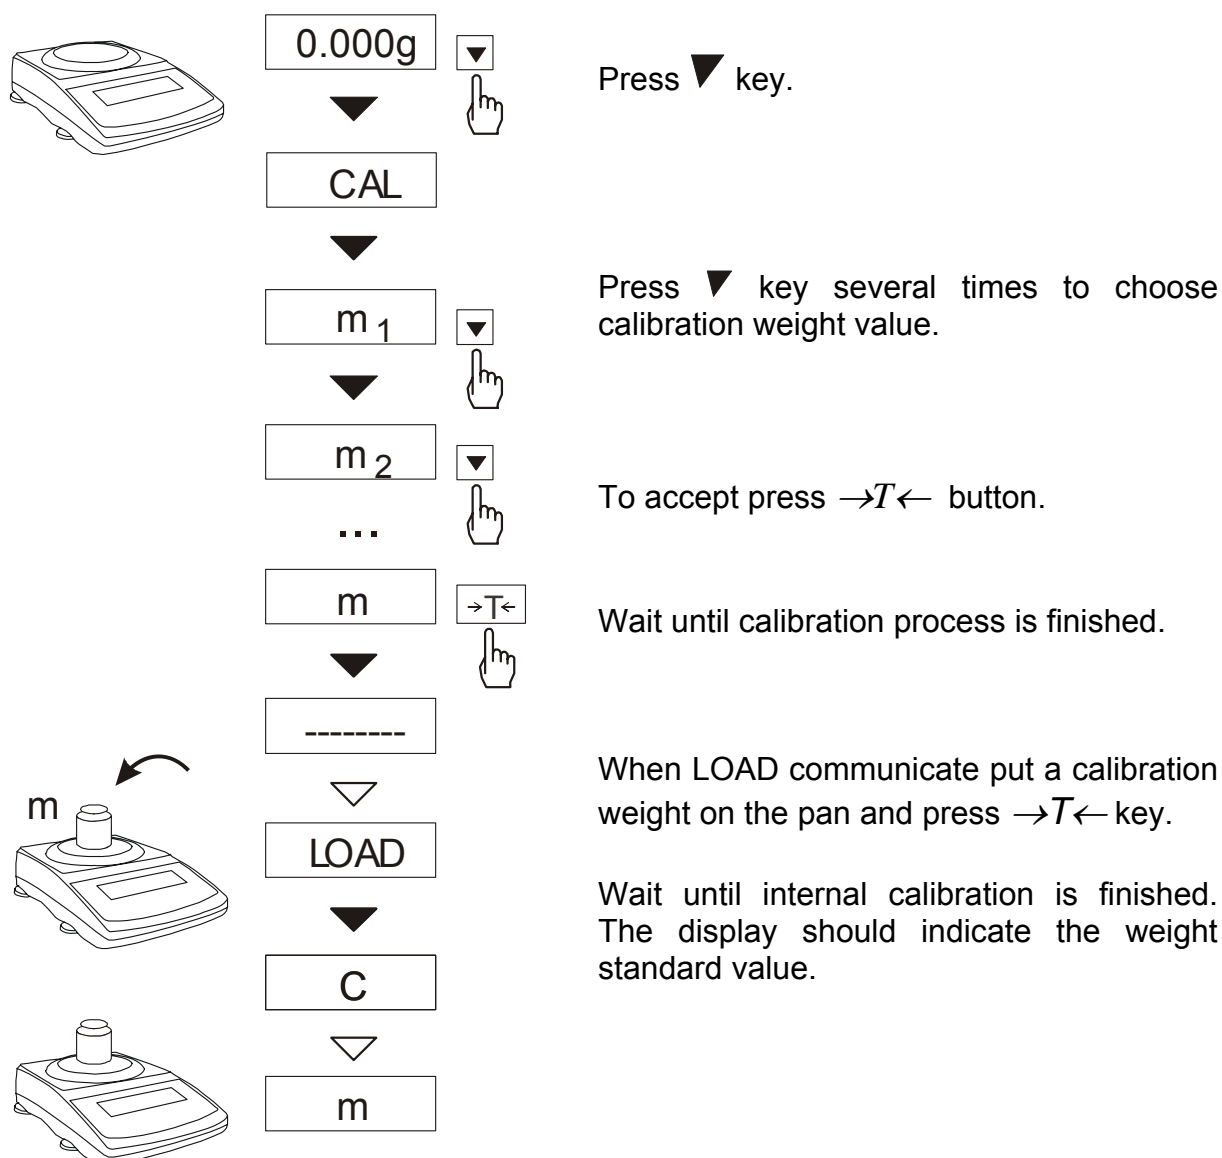 0.000g
Press ▼ key.
CAL
m 1
Press ▼ key several times to choose
calibration weight value.
m 2
...
To accept press →T← button.
m
→T←
Wait until calibration process is finished.
--------
m
When LOAD communicate put a calibration
weight on the pan and press →T← key.
LOAD
Wait until internal calibration is finished.
The display should indicate the weight
standard value.
C
m